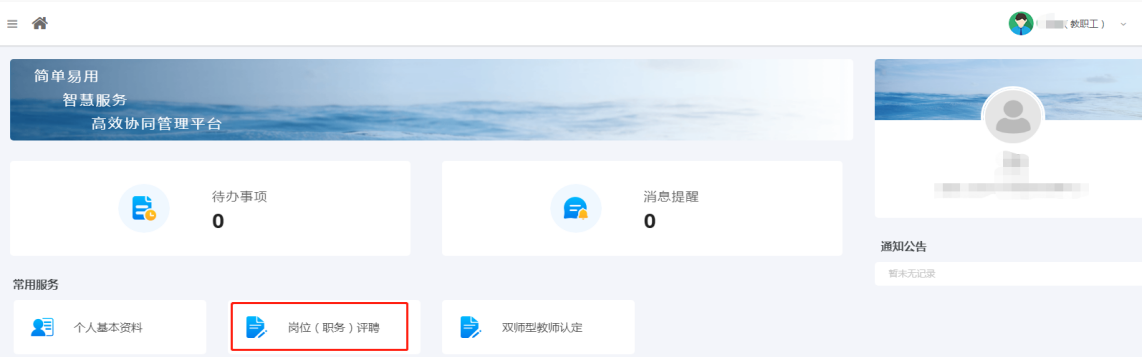 （教职工）
简单易用
智慧服务
高效协同管理平台
待办事项
0
消息提醒
0
通知公告
暂未无记录
常用服务
个人基本资料
岗位（职务）评聘
双师型教师认定